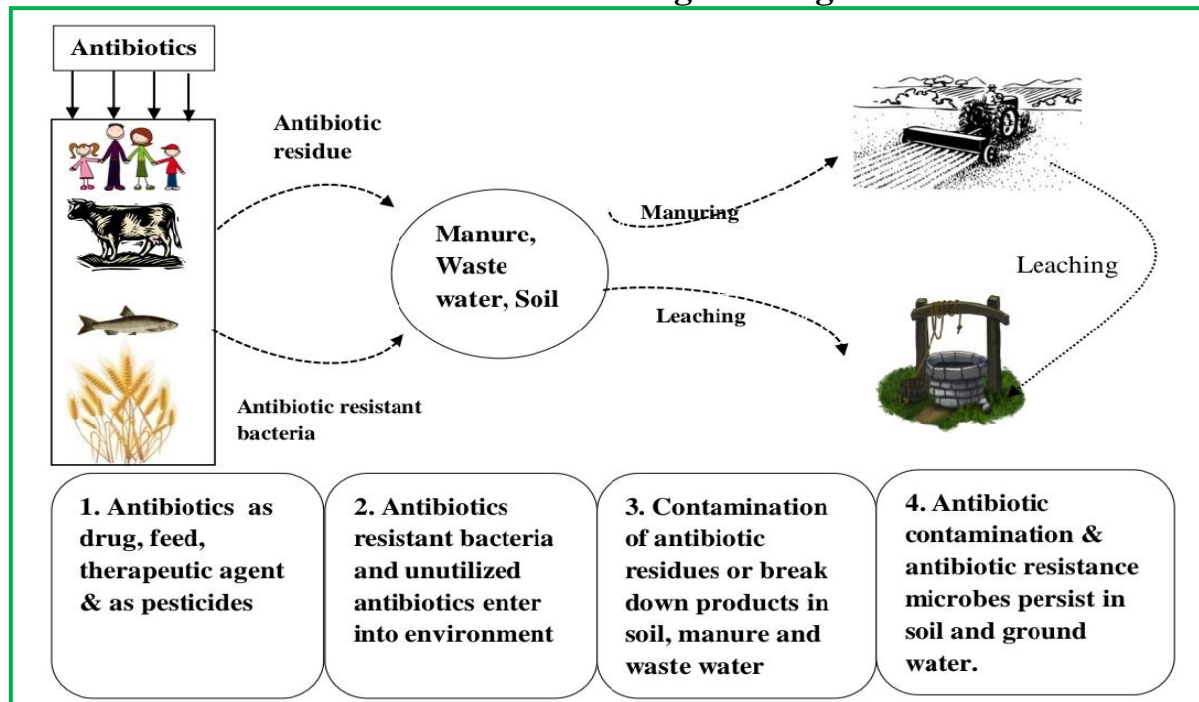 Antibiotics
Antibiotic
residue
Manure,
Waste
water, Soil
Manuring
Leaching
Leaching
Antibiotic resistant
bacteria
1. Antibiotics as
drug, feed,
therapeutic agent
& as pesticides
2. Antibiotics
resistant bacteria
and unutilized
antibiotics enter
into environment
3. Contamination
of antibiotic
residues or break
down products in
soil, manure and
waste water
4. Antibiotic
contamination &
antibiotic resistance
microbes persist in
soil and ground
water.